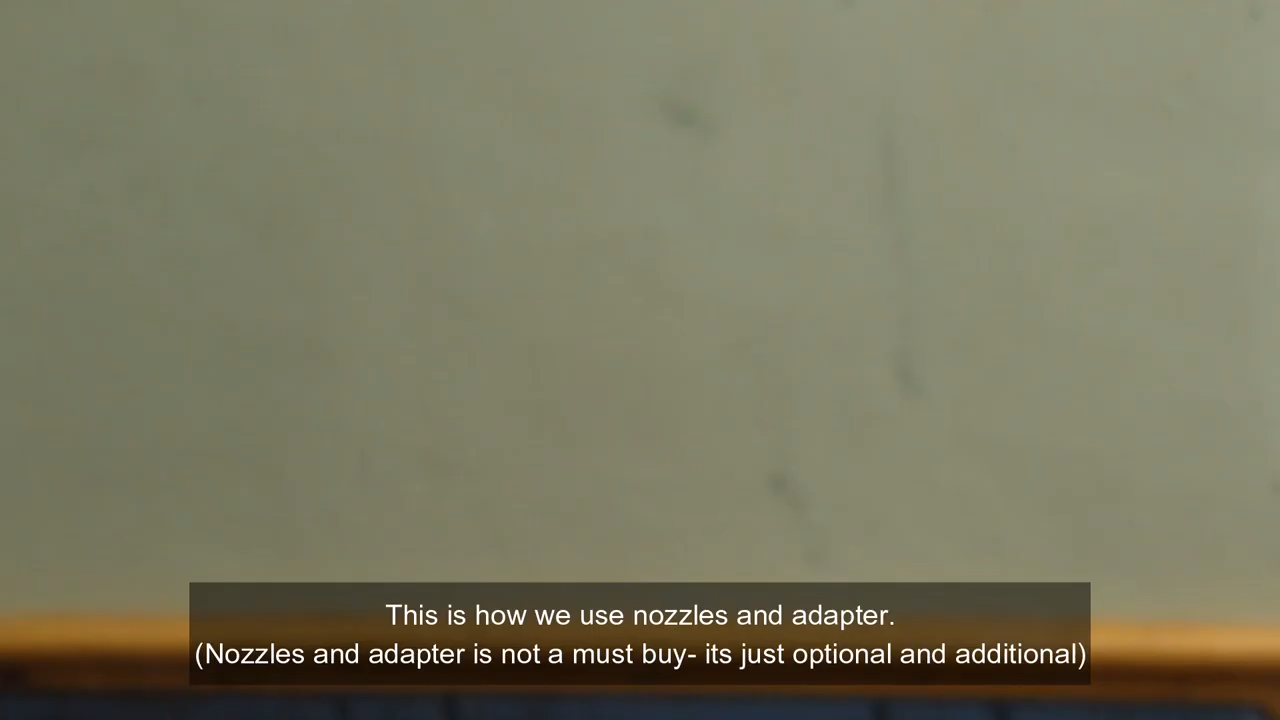 This is how we use nozzles and adapter.
(Nozzles and adapter is not a must buy- its just optional and additional)